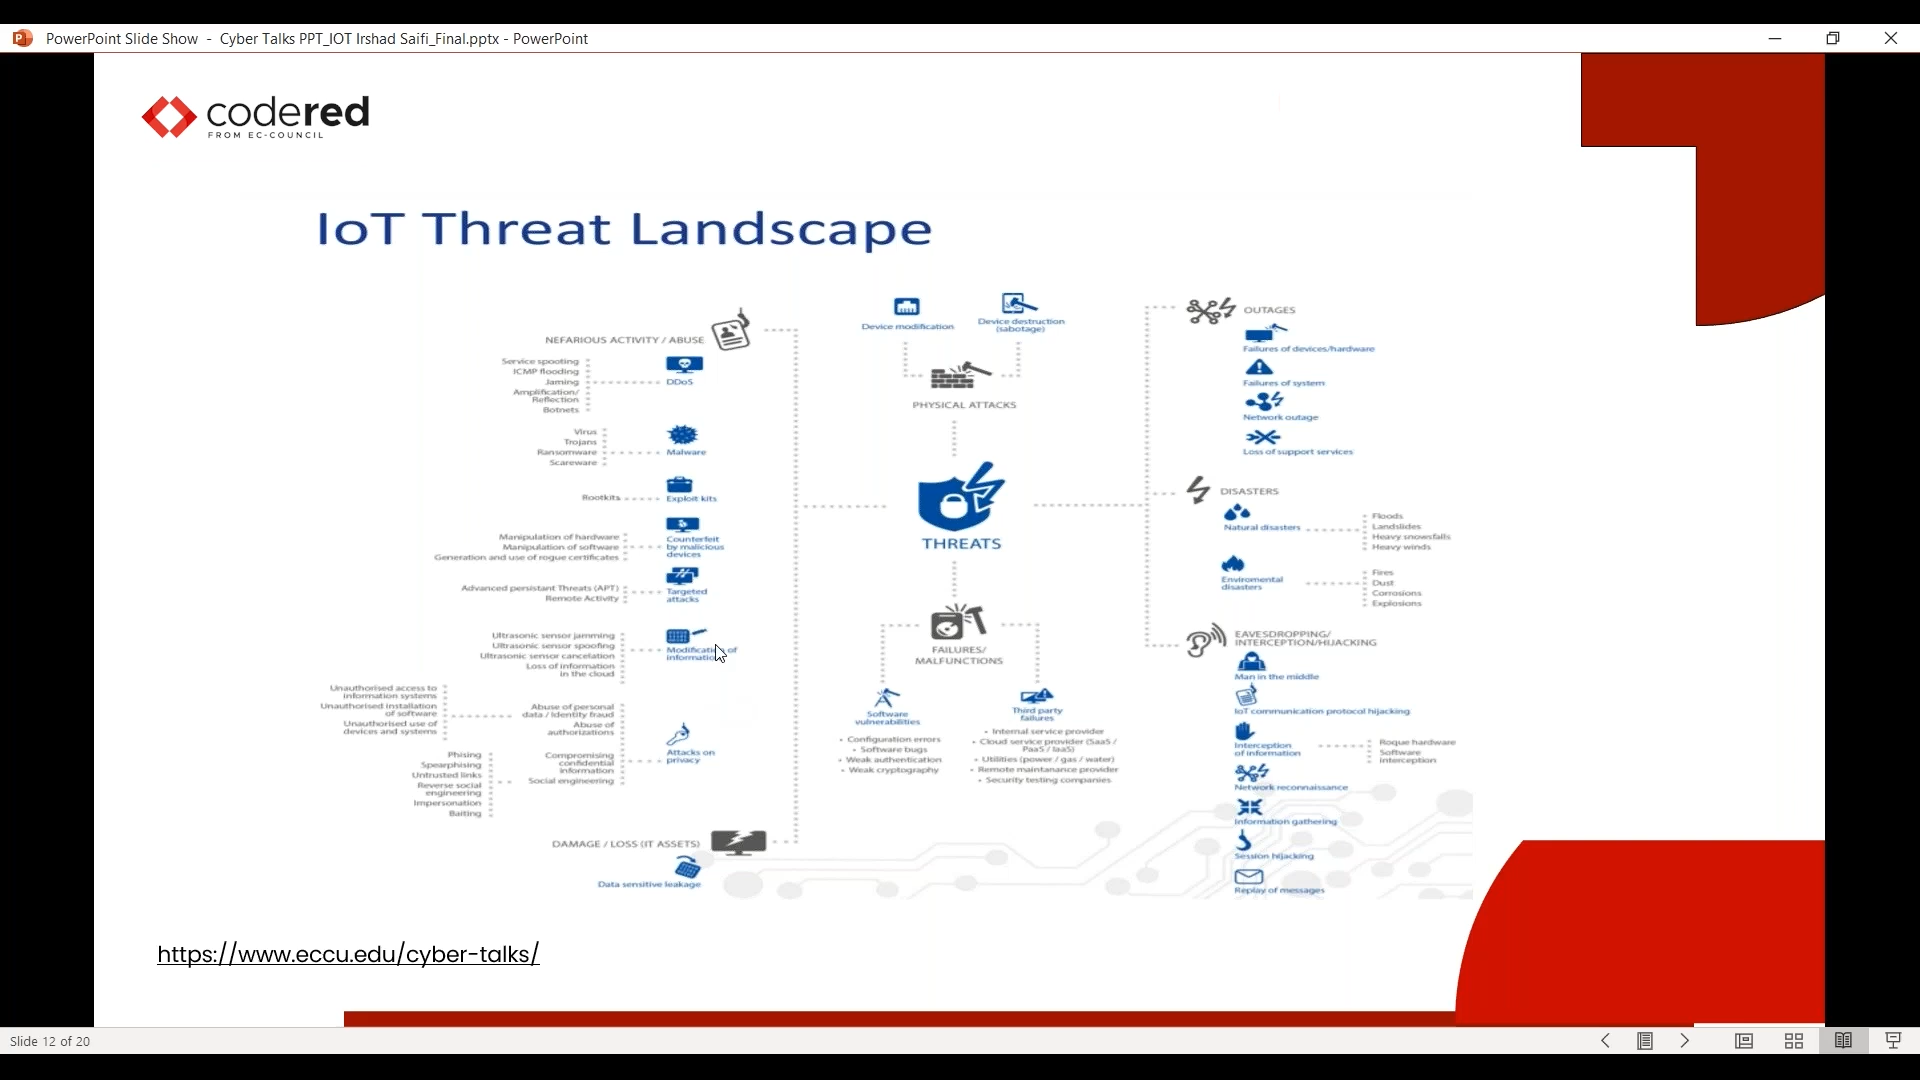 PowerPoint Slide Show - Cyber Talks PPT_IOT Irshad Saifi_Final.pptx - PowerPoint
codered
FROM EC-COUNCIL
IoT Threat Landscape
NEFARIOUS ACTIVITY / ABUSE
Service spooting
ICMP flooding
Jaming
Amplification/
Reflection
Botnets
DDoS
Virus
Trojans
Ransomware
Scareware
Malware
Rootkits
Exploit kits
Manipulation of hardware
Manipulation of software
Generation and use of rogue certificates
Counterfeit
by malicious
devices
Advanced persistant Threats (APT)
Remote Activity
Targeted
attacks
Ultrasonic sensor jamming
Ultrasonic sensor spoofing
Ultrasonic sensor cancelation
Loss of information
in the cloud
Modification of
information
Unauthorised access to
information systems
Unauthorised installation
of software
Unauthorised use of
devices and systems
Abuse of personal
data / Identity fraud
Abuse of
authorizations
Phising
Spearphising
Untrusted links
Reverse social
engineering
Impersonation
Baiting
Compromising
confidential
information
Social engineering
Attacks on
privacy
DAMAGE / LOSS (IT ASSETS)
Data sensitive leakage
Device modification
Device destruction
(sabotage)
PHYSICAL ATTACKS
THREATS
FAILURES/
MALFUNCTIONS
Software
vulnerabilities
• Configuration errors
• Software bugs
• Weak authentication
• Weak cryptography
Third party
failures
• Internal service provider
• Cloud service provider (SaaS /
PaaS / IaaS)
• Utilities (power / gas / water)
• Remote maintanance provider
• Security testing companies
OUTAGES
Failures of devices/hardware
Failures of system
Network outage
Loss of support services
DISASTERS
Natural disasters
Floods
Landslides
Heavy snowsfalls
Heavy winds
Enviromental
disasters
Fires
Dust
Corrosions
Explosions
EAVESDROPPING/
INTERCEPTION/HIJACKING
Man in the middle
IoT communication protocol hijacking
Interception
of information
Roque hardware
Software
interception
Network reconnaissance
Information gathering
Session hijacking
Replay of messages
https://www.eccu.edu/cyber-talks/
Slide 12 of 20